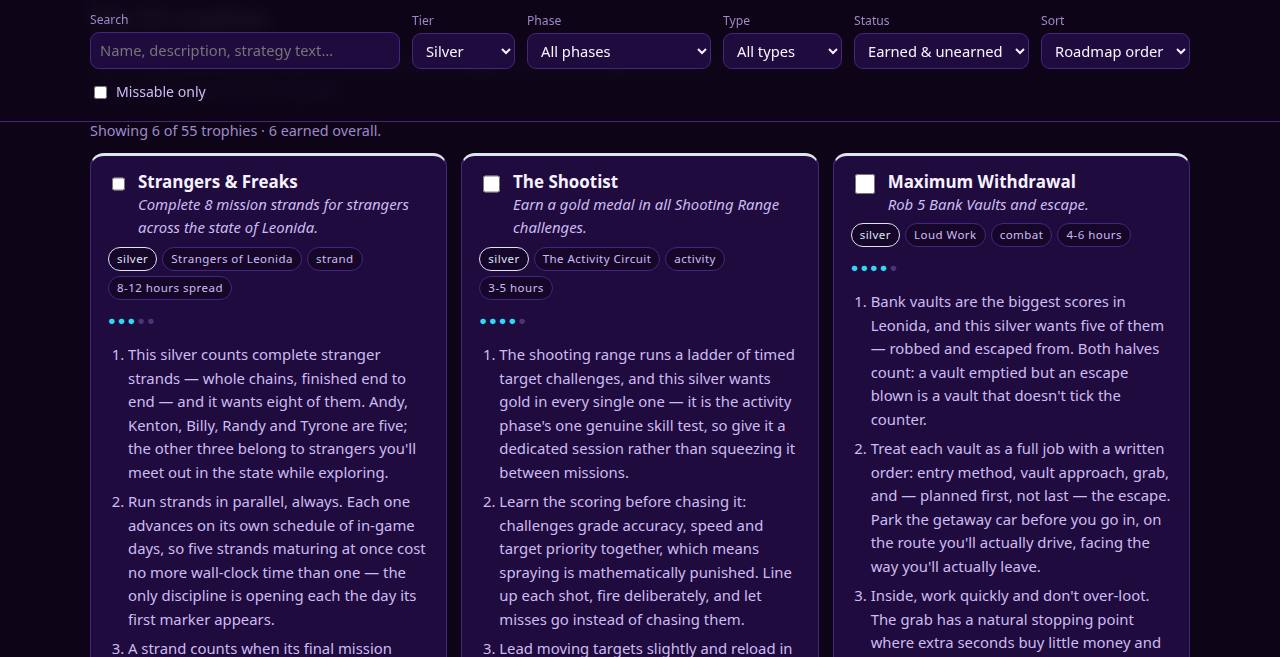 Search
Tier
Phase
Type
Status
Sort
Name, description, strategy text...
Silver
All phases
All types
Earned & unearned
Roadmap order
Missable only
Showing 6 of 55 trophies · 6 earned overall.
Strangers & Freaks
Complete 8 mission strands for strangers
across the state of Leonida.
silver
Strangers of Leonida
strand
8-12 hours spread
1. This silver counts complete stranger
strands — whole chains, finished end to
end — and it wants eight of them. Andy,
Kenton, Billy, Randy and Tyrone are five;
the other three belong to strangers you'll
meet out in the state while exploring.
2. Run strands in parallel, always. Each one
advances on its own schedule of in-game
days, so five strands maturing at once cost
no more wall-clock time than one — the
only discipline is opening each the day its
first marker appears.
3. A strand counts when its final mission
The Shootist
Earn a gold medal in all Shooting Range
challenges.
silver
The Activity Circuit
activity
3-5 hours
1. The shooting range runs a ladder of timed
target challenges, and this silver wants
gold in every single one — it is the activity
phase's one genuine skill test, so give it a
dedicated session rather than squeezing it
between missions.
2. Learn the scoring before chasing it:
challenges grade accuracy, speed and
target priority together, which means
spraying is mathematically punished. Line
up each shot, fire deliberately, and let
misses go instead of chasing them.
3. Lead moving targets slightly and reload in
Maximum Withdrawal
Rob 5 Bank Vaults and escape.
silver
Loud Work
combat
4-6 hours
1. Bank vaults are the biggest scores in
Leonida, and this silver wants five of them
— robbed and escaped from. Both halves
count: a vault emptied but an escape
blown is a vault that doesn't tick the
counter.
2. Treat each vault as a full job with a written
order: entry method, vault approach, grab,
and — planned first, not last — the escape.
Park the getaway car before you go in, on
the route you'll actually drive, facing the
way you'll actually leave.
3. Inside, work quickly and don't over-loot.
The grab has a natural stopping point
where extra seconds buy little money and